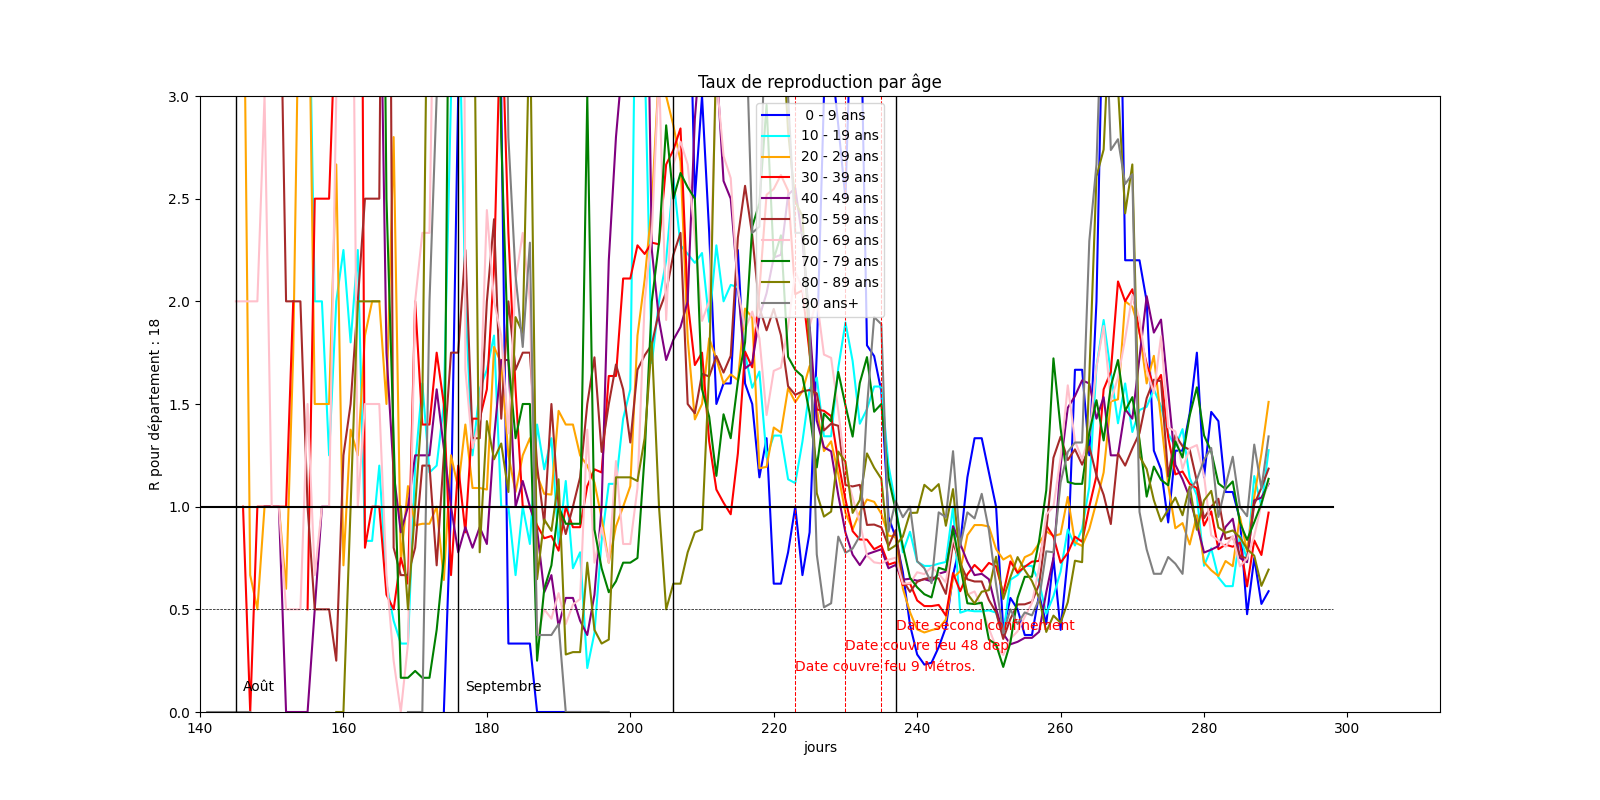 Taux de reproduction par âge
R pour département : 18
3.0
2.5
2.0
1.5
1.0
0.5
0.0
0 - 9 ans
10 - 19 ans
20 - 29 ans
30 - 39 ans
40 - 49 ans
50 - 59 ans
60 - 69 ans
70 - 79 ans
80 - 89 ans
90 ans+
Date second confinement
Date couvre feu 48 dep
Date couvre feu 9 Métros.
Août
Septembre
140 160 180 200 220 240 260 280 300
jours